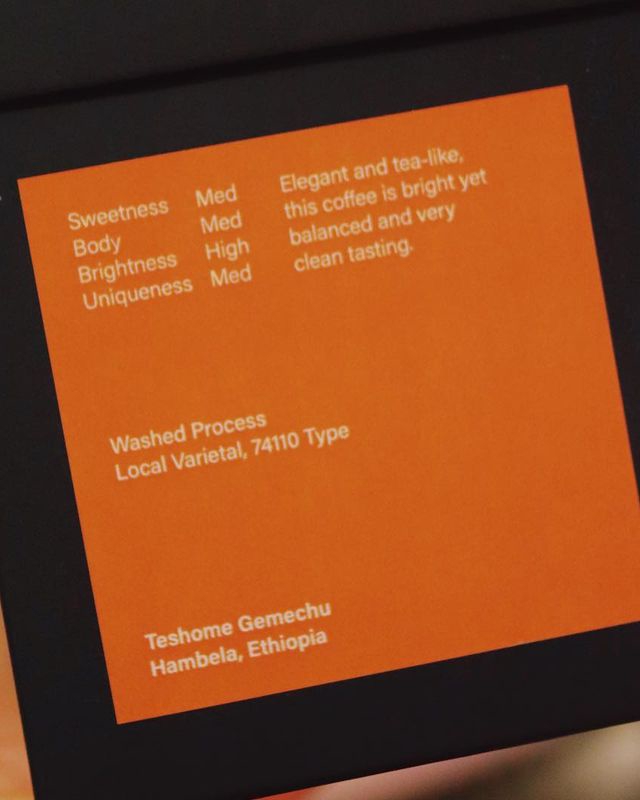 Sweetness Med
Body Med
Brightness High
Uniqueness Med
Elegant and tea-like,
this coffee is bright yet
balanced and very
clean tasting.
Washed Process
Local Varietal, 74110 Type
Teshome Gemechu
Hambela, Ethiopia